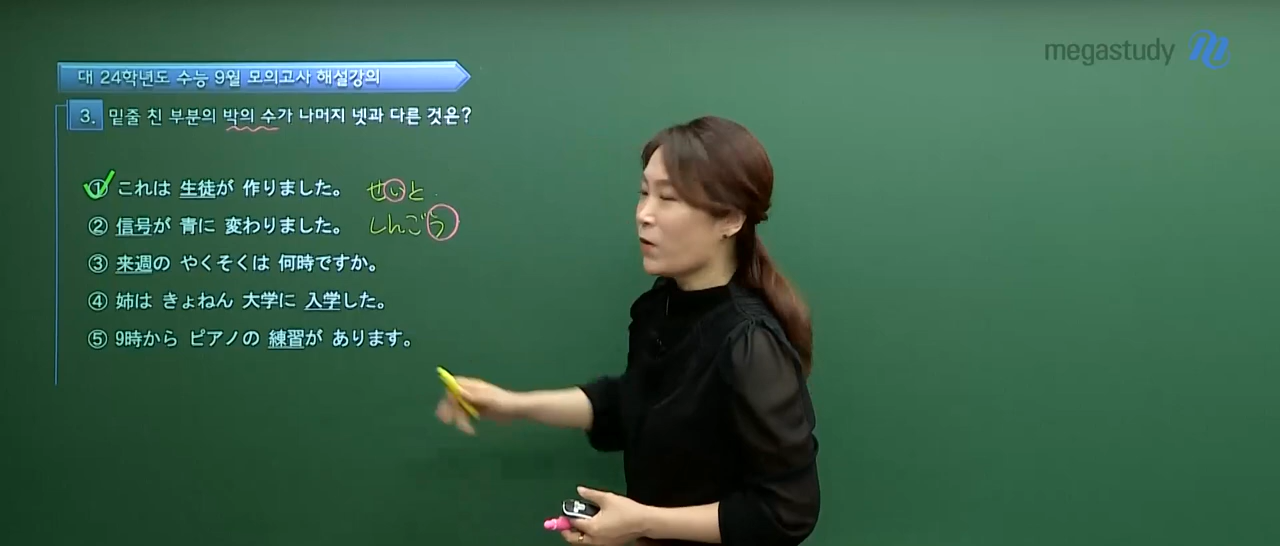 megastudy
대 24학년도 수능 9월 모의고사 해설강의
3. 밑줄 친 부분의 박의 수가 나머지 넷과 다른 것은?
① これは 生徒が 作りました。 せいと
② 信号が 青に 変わりました。 しんごう
③ 来週の やくそくは 何時ですか。
④ 姉は きょねん 大学に 入学した。
⑤ 9時から ピアノの 練習が あります。